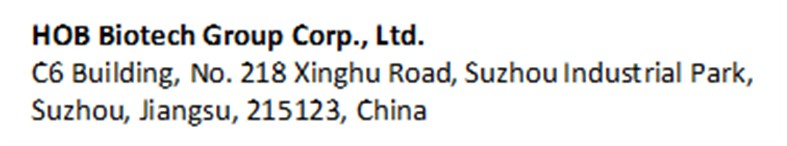 HOB Biotech Group Corp., Ltd.
C6 Building, No. 218 Xinghu Road, Suzhou Industrial Park,
Suzhou, Jiangsu, 215123, China